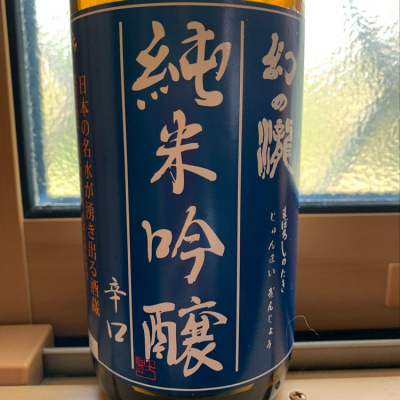 幻の瀧
まぼろしのたき
じゅんまい ぎんじょう
純米吟醸
辛口
日本の名水が湧き出る酒蔵